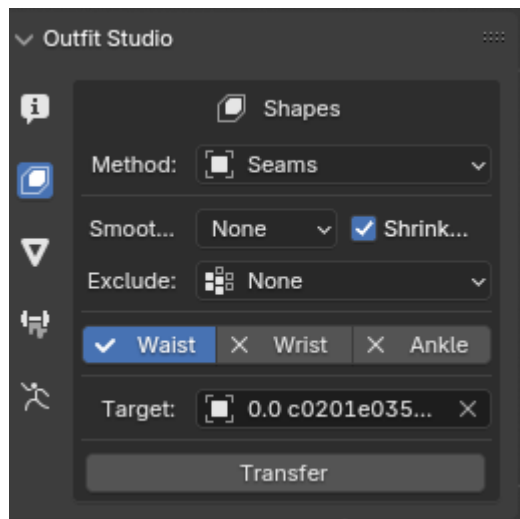 Outfit Studio
Shapes
Method: Seams
Smoot... None Shrink...
Exclude: None
Waist Wrist Ankle
Target: 0.0 c0201e035...
Transfer